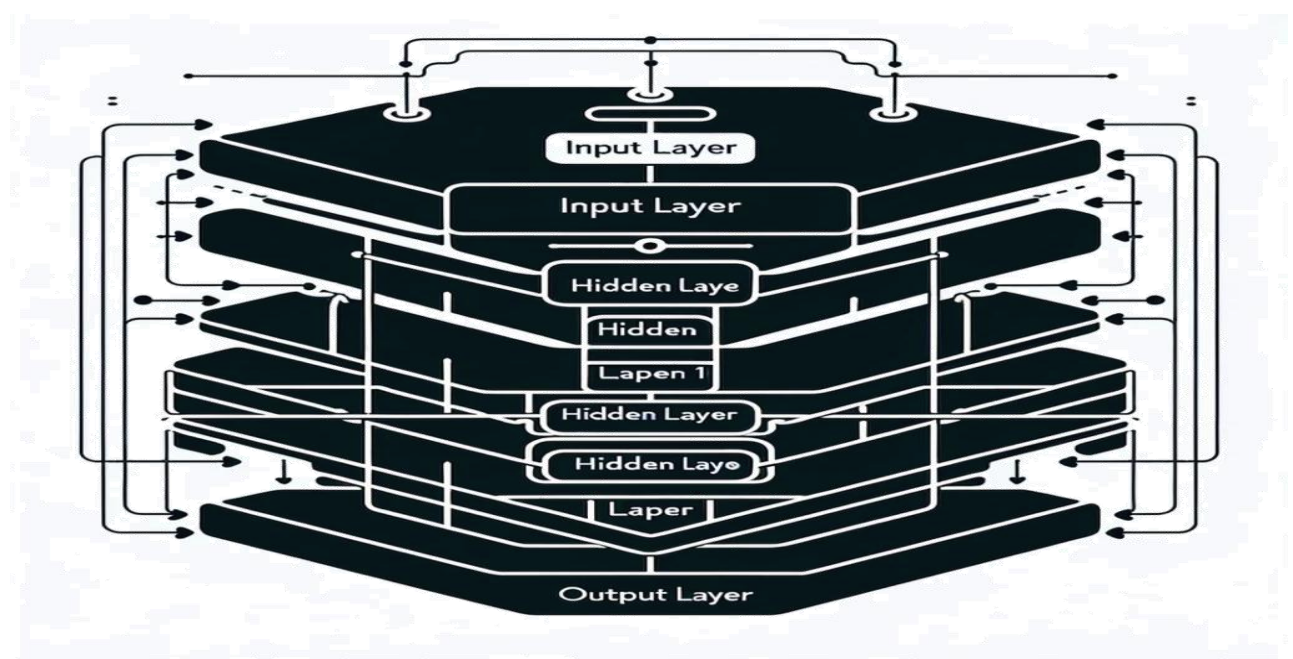 Input Layer
Input Layer
Hidden Laye
Hidden
Lapen 1
Hidden Layer
Hidden Layo
Laper
Output Layer